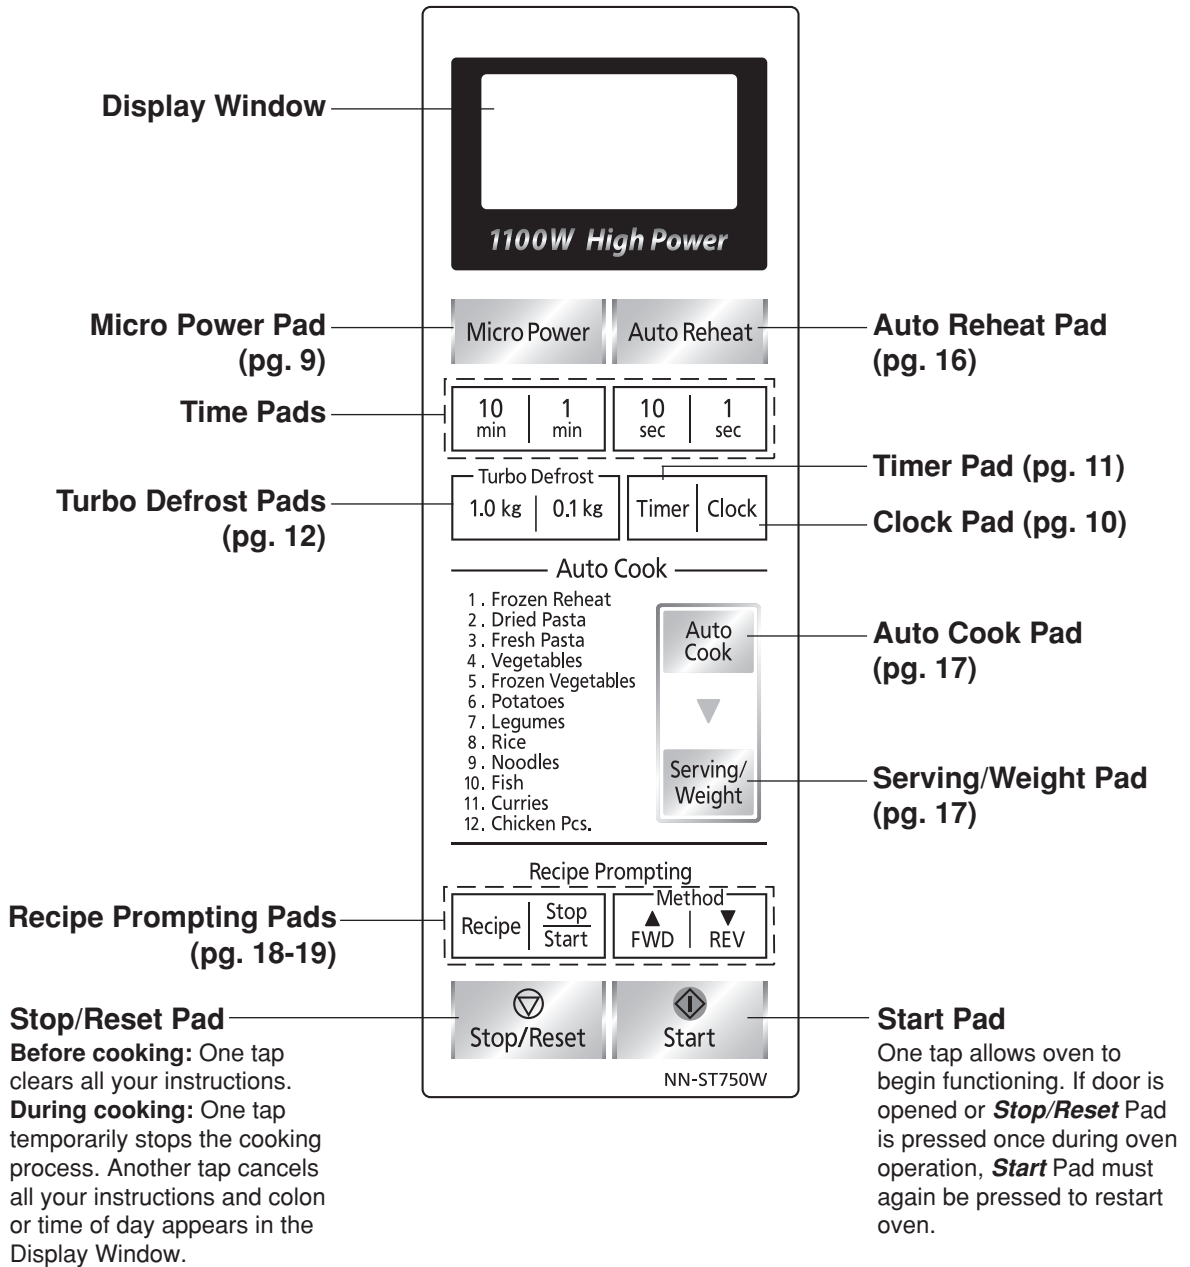 Display Window
1100W High Power
Micro Power Pad
(pg. 9)
Micro Power
Auto Reheat
Auto Reheat Pad
(pg. 16)
Time Pads
10 min
1 min
10 sec
1 sec
Turbo Defrost Pads
(pg. 12)
Turbo Defrost
1.0 kg
0.1 kg
Timer
Clock
Timer Pad (pg. 11)
Clock Pad (pg. 10)
Auto Cook
1. Frozen Reheat
2. Dried Pasta
3. Fresh Pasta
4. Vegetables
5. Frozen Vegetables
6. Potatoes
7. Legumes
8. Rice
9. Noodles
10. Fish
11. Curries
12. Chicken Pcs.
Auto
Cook
Auto Cook Pad
(pg. 17)
Serving/
Weight
Serving/Weight Pad
(pg. 17)
Recipe Prompting
Recipe Prompting Pads
(pg. 18-19)
Recipe
Stop
Start
Method
▲
FWD
▼
REV
Stop/Reset
Start
NN-ST750W
Stop/Reset Pad
Before cooking: One tap
clears all your instructions.
During cooking: One tap
temporarily stops the cooking
process. Another tap cancels
all your instructions and colon
or time of day appears in the
Display Window.
Start Pad
One tap allows oven to
begin functioning. If door is
opened or Stop/Reset Pad
is pressed once during oven
operation, Start Pad must
again be pressed to restart
oven.